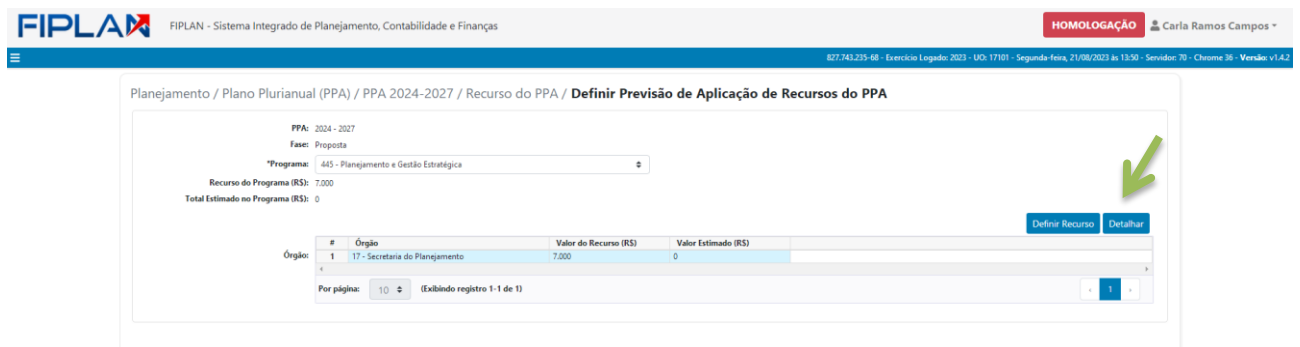 FIPLAN FIPLAN - Sistema Integrado de Planejamento, Contabilidade e Finanças HOMOLOGAÇÃO Carla Ramos Campos
827.743.235-68 - Exercício Logado: 2023 - UO: 17101 - Segunda-feira, 21/08/2023 às 13:50 - Servidor: 70 - Chrome 36 - Versão: v1.4.2
Planejamento / Plano Plurianual (PPA) / PPA 2024-2027 / Recurso do PPA / Definir Previsão de Aplicação de Recursos do PPA
PPA: 2024 - 2027
Fase: Proposta
*Programa: 445 - Planejamento e Gestão Estratégica
Recurso do Programa (R$): 7.000
Total Estimado no Programa (R$): 0
Definir Recurso Detalhar
# Órgão Valor do Recurso (R$) Valor Estimado (R$)
Órgão: 1 17 - Secretaria do Planejamento 7.000 0
Por página: 10 (Exibindo registro 1-1 de 1) ‹ 1 ›